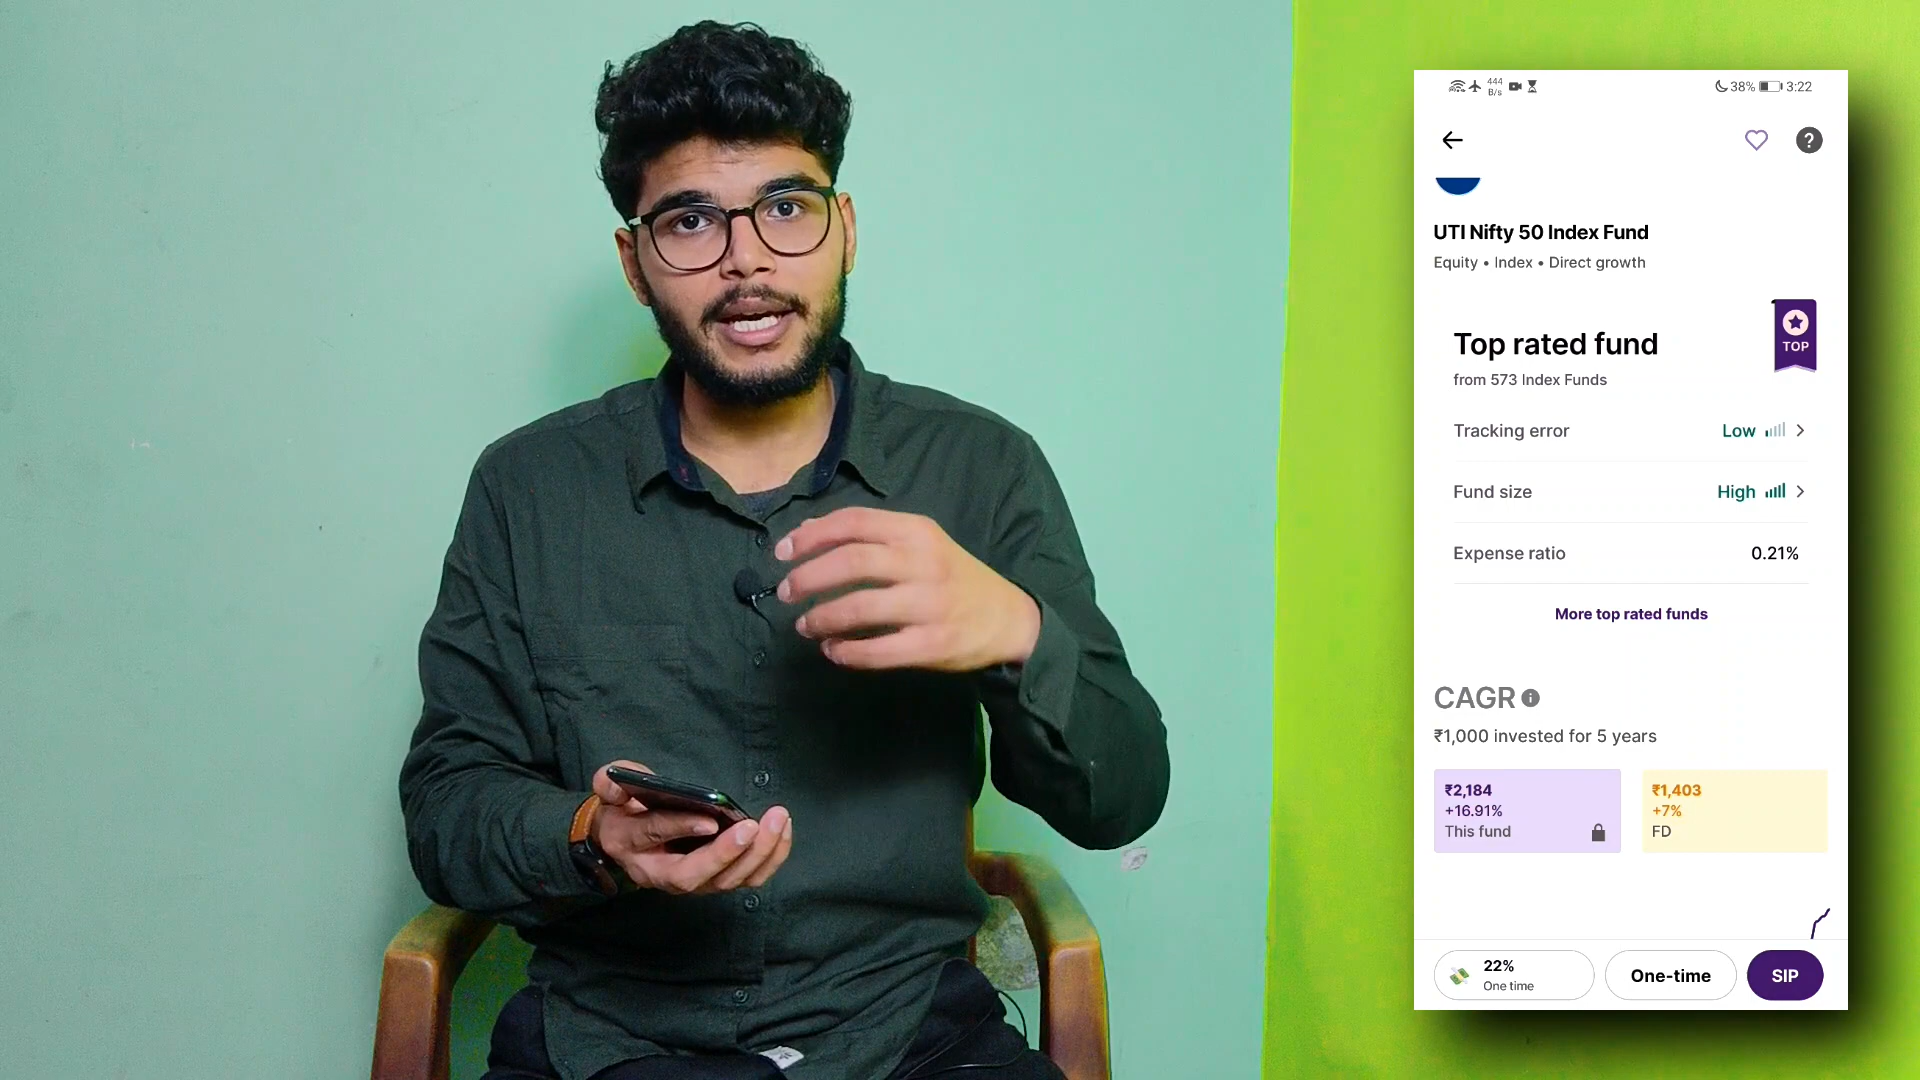 444
B/s
38%
3:22
?
UTI Nifty 50 Index Fund
Equity • Index • Direct growth
Top rated fund
TOP
from 573 Index Funds
Tracking error
Low
Fund size
High
Expense ratio
0.21%
More top rated funds
CAGR
₹1,000 invested for 5 years
₹2,184
+16.91%
This fund
₹1,403
+7%
FD
22%
One time
One-time
SIP